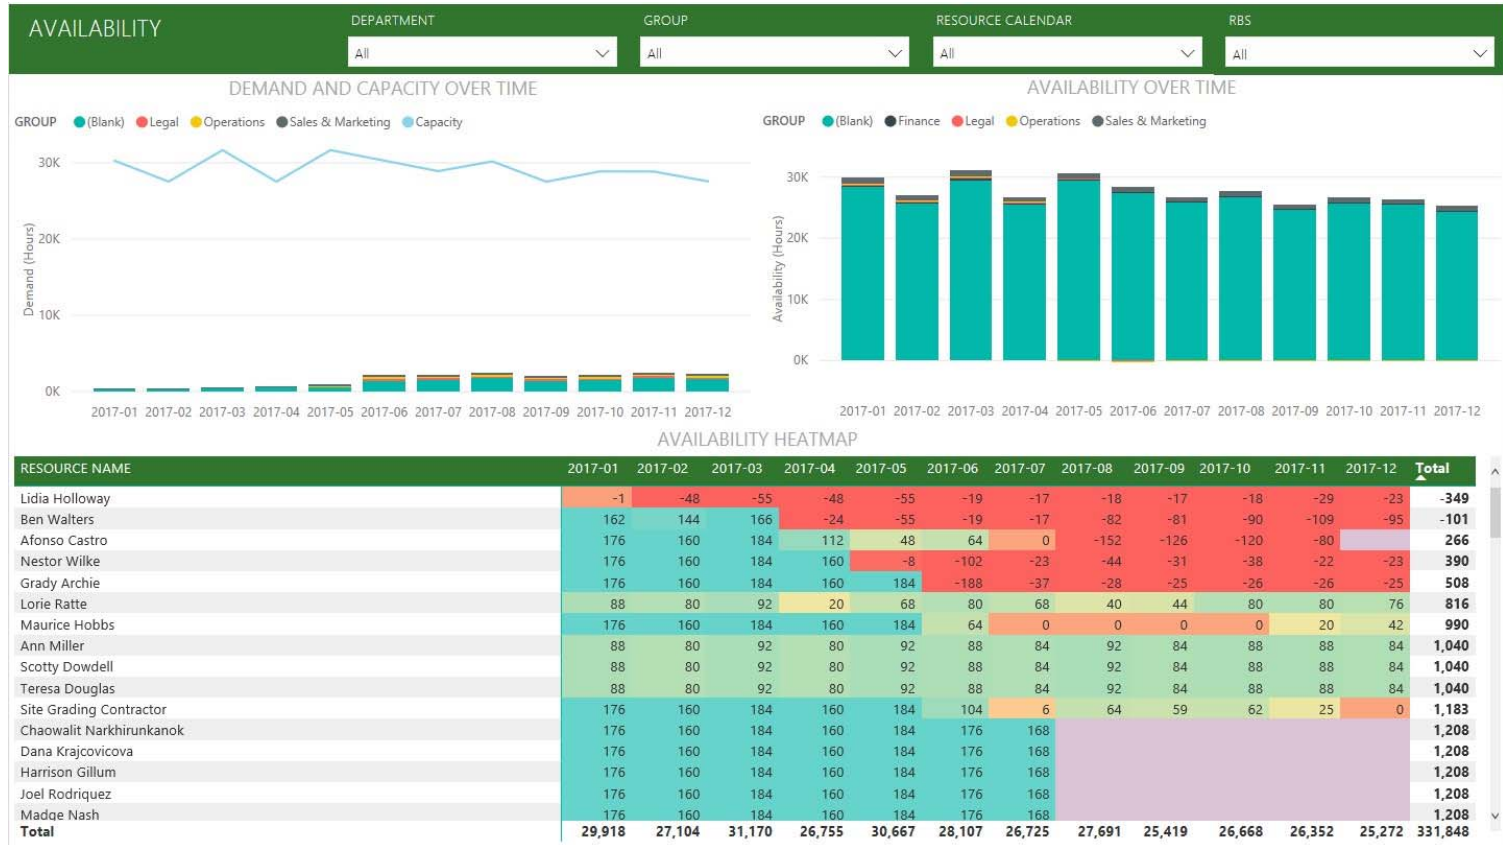 AVAILABILITY
DEPARTMENT GROUP RESOURCE CALENDAR RBS
All All All All
DEMAND AND CAPACITY OVER TIME
GROUP (Blank) Legal Operations Sales & Marketing Capacity
30K
20K
10K
0K
Demand (Hours)
2017-01 2017-02 2017-03 2017-04 2017-05 2017-06 2017-07 2017-08 2017-09 2017-10 2017-11 2017-12
AVAILABILITY OVER TIME
GROUP (Blank) Finance Legal Operations Sales & Marketing
30K
20K
10K
0K
Availability (Hours)
2017-01 2017-02 2017-03 2017-04 2017-05 2017-06 2017-07 2017-08 2017-09 2017-10 2017-11 2017-12
AVAILABILITY HEATMAP
RESOURCE NAME 2017-01 2017-02 2017-03 2017-04 2017-05 2017-06 2017-07 2017-08 2017-09 2017-10 2017-11 2017-12 Total
Lidia Holloway -1 -48 -55 -48 -55 -19 -17 -18 -17 -18 -29 -23 -349
Ben Walters 162 144 166 -24 -55 -19 -17 -82 -81 -90 -109 -95 -101
Afonso Castro 176 160 184 112 48 64 0 -152 -126 -120 -80 266
Nestor Wilke 176 160 184 160 -8 -102 -23 -44 -31 -38 -22 -23 390
Grady Archie 176 160 184 160 184 -188 -37 -28 -25 -26 -26 -25 508
Lorie Ratte 88 80 92 20 68 80 68 40 44 80 80 76 816
Maurice Hobbs 176 160 184 160 184 64 0 0 0 0 20 42 990
Ann Miller 88 80 92 80 92 88 84 92 84 88 88 84 1,040
Scotty Dowdell 88 80 92 80 92 88 84 92 84 88 88 84 1,040
Teresa Douglas 88 80 92 80 92 88 84 92 84 88 88 84 1,040
Site Grading Contractor 176 160 184 160 184 104 6 64 59 62 25 0 1,183
Chaowalit Narkhirunkanok 176 160 184 160 184 176 168 1,208
Dana Krajcovicova 176 160 184 160 184 176 168 1,208
Harrison Gillum 176 160 184 160 184 176 168 1,208
Joel Rodriquez 176 160 184 160 184 176 168 1,208
Madge Nash 176 160 184 160 184 176 168 1,208
Total 29,918 27,104 31,170 26,755 30,667 28,107 26,725 27,691 25,419 26,668 26,352 25,272 331,848